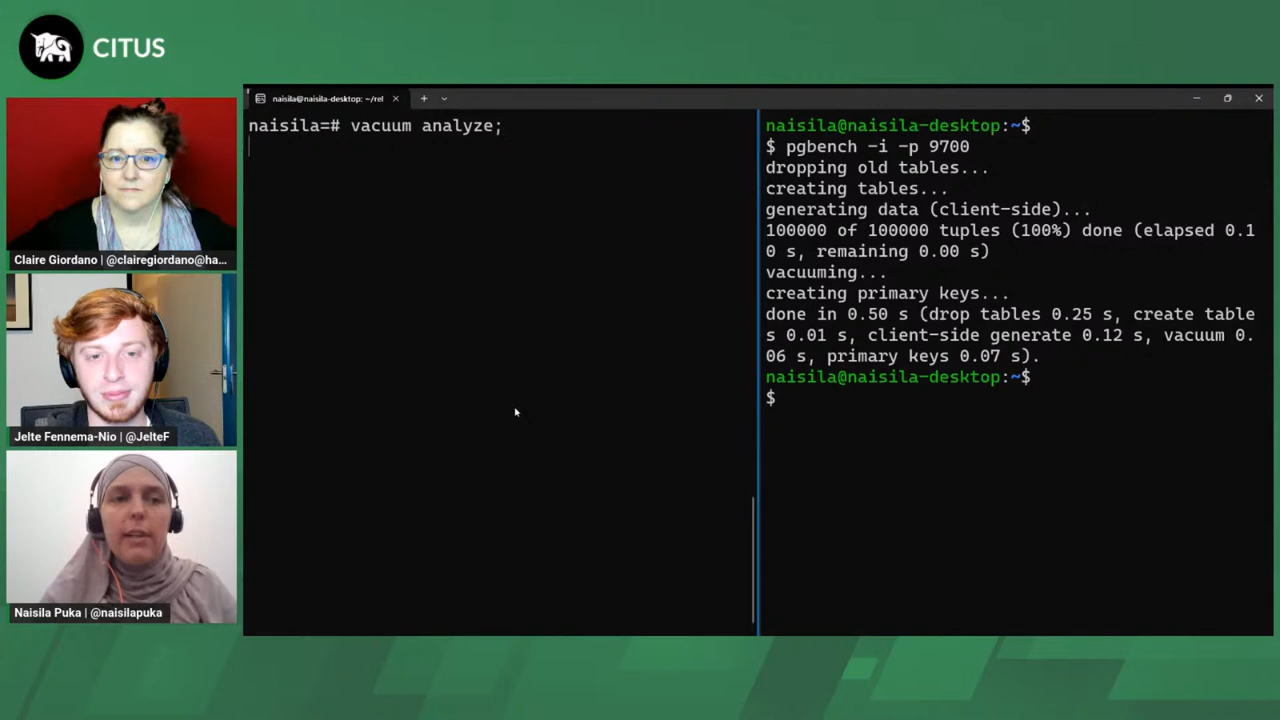 CITUS
Claire Giordano | @clairegiordano@ha...
Jelte Fennema-Nio | @JelteF
Naisila Puka | @naisilapuka
naisila@naisila-desktop: ~/rel
naisila=# vacuum analyze;
naisila@naisila-desktop:~$
$ pgbench -i -p 9700
dropping old tables...
creating tables...
generating data (client-side)...
100000 of 100000 tuples (100%) done (elapsed 0.1
0 s, remaining 0.00 s)
vacuuming...
creating primary keys...
done in 0.50 s (drop tables 0.25 s, create table
s 0.01 s, client-side generate 0.12 s, vacuum 0.
06 s, primary keys 0.07 s).
naisila@naisila-desktop:~$
$